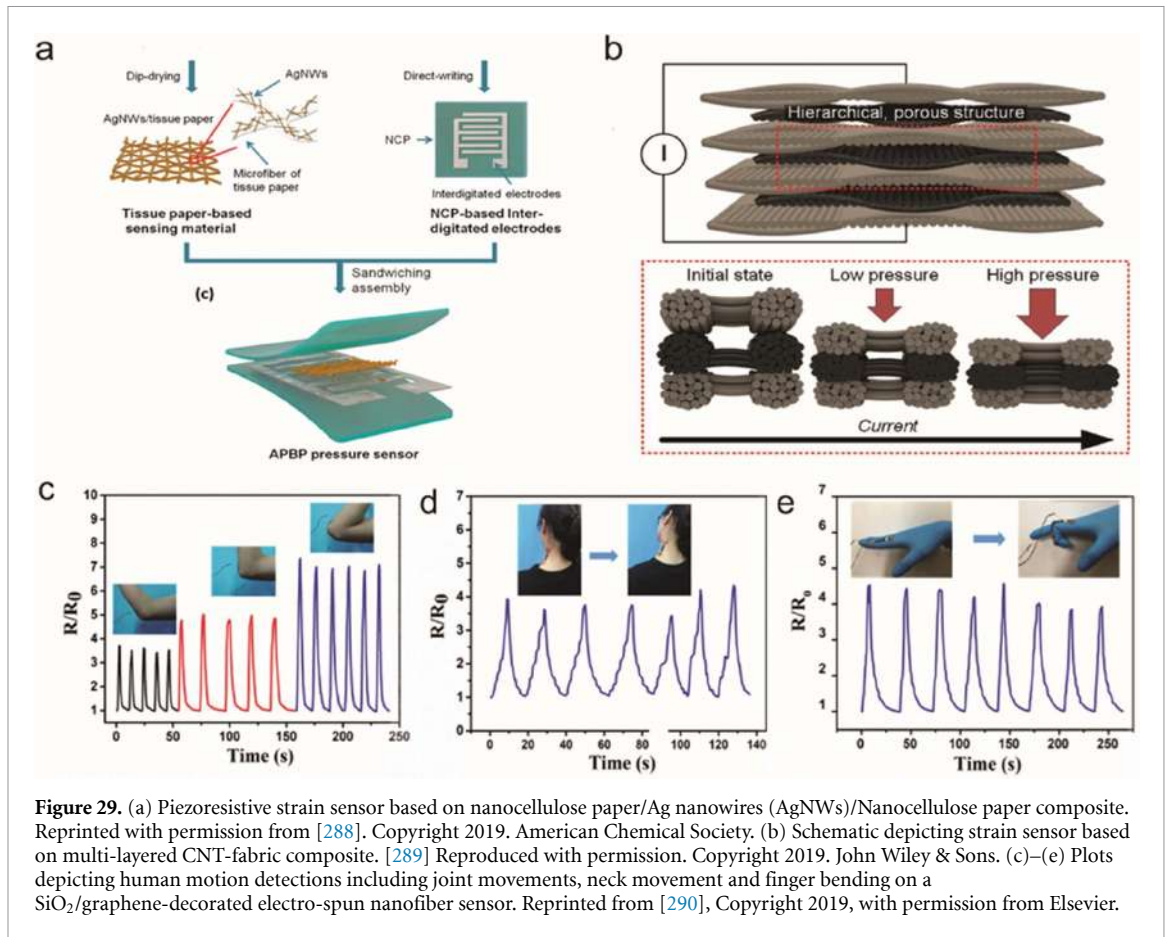 a
Dip-drying
AgNWs
Direct-writing
AgNWs/tissue paper
NCP
Microfiber of
tissue paper
Interdigitated electrodes
Tissue paper-based
sensing material
NCP-based Inter-
digitated electrodes
Sandwiching
assembly
(c)
APBP pressure sensor
b
Hierarchical, porous structure
I
Initial state
Low pressure
High pressure
Current
c
10
9
8
7
6
5
4
3
2
1
R/R0
0 50 100 150 200 250
Time (s)
d
7
6
5
4
3
2
1
0
R/R0
0 20 40 60 80 100 120 140
Time (s)
e
7
6
5
4
3
2
1
R/R0
0 50 100 150 200 250
Time (s)
Figure 29. (a) Piezoresistive strain sensor based on nanocellulose paper/Ag nanowires (AgNWs)/Nanocellulose paper composite.
Reprinted with permission from [288]. Copyright 2019. American Chemical Society. (b) Schematic depicting strain sensor based
on multi-layered CNT-fabric composite. [289] Reproduced with permission. Copyright 2019. John Wiley & Sons. (c)–(e) Plots
depicting human motion detections including joint movements, neck movement and finger bending on a
SiO₂/graphene-decorated electro-spun nanofiber sensor. Reprinted from [290], Copyright 2019, with permission from Elsevier.